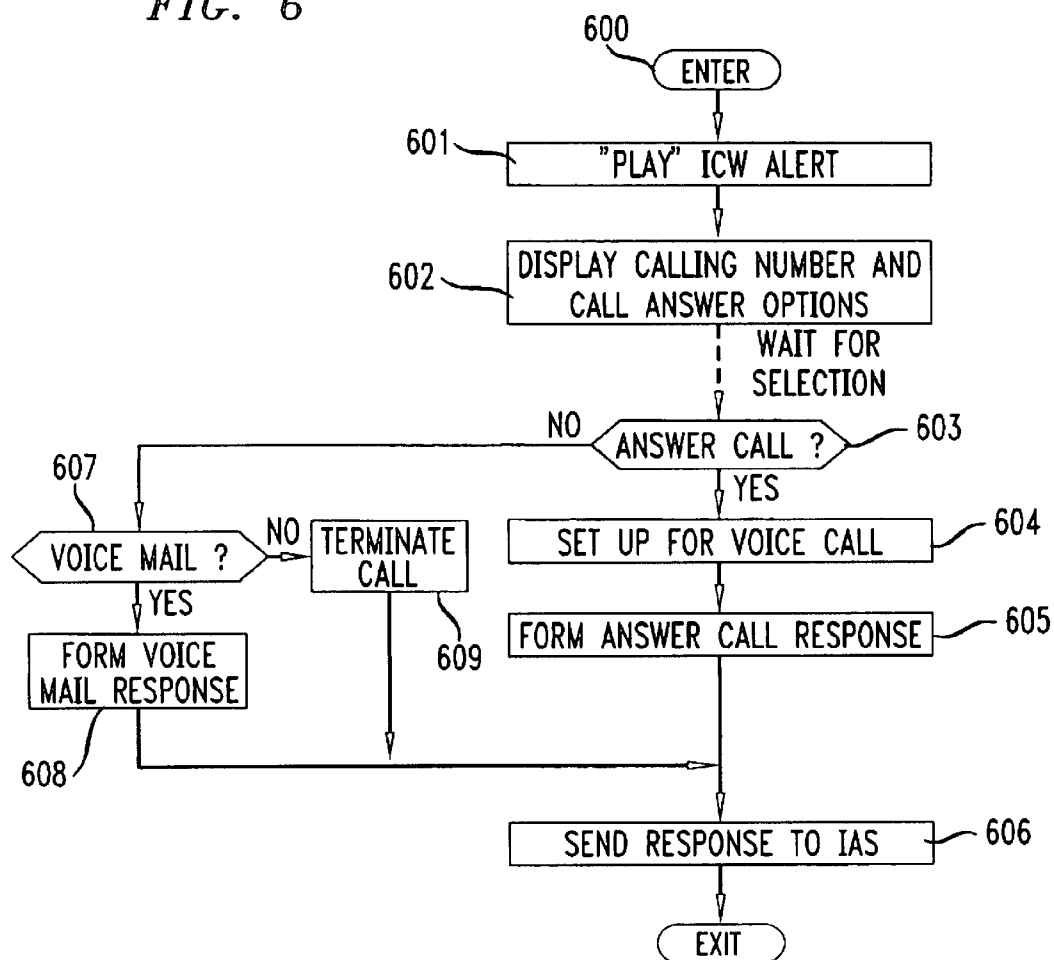 FIG. 6
600
ENTER
601
"PLAY" ICW ALERT
602
DISPLAY CALLING NUMBER AND
CALL ANSWER OPTIONS
WAIT FOR
SELECTION
NO
ANSWER CALL ?
603
YES
607
VOICE MAIL ?
NO
TERMINATE
CALL
609
SET UP FOR VOICE CALL
604
YES
FORM VOICE
MAIL RESPONSE
608
FORM ANSWER CALL RESPONSE
605
SEND RESPONSE TO IAS
606
EXIT